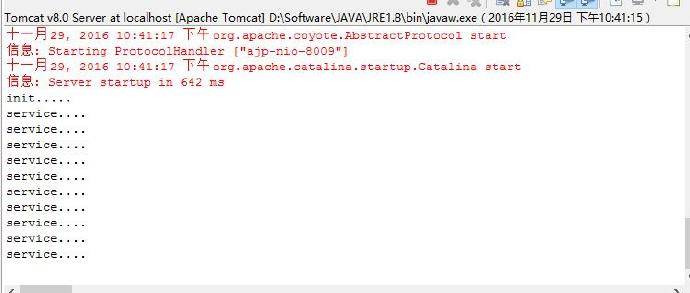 Tomcat v8.0 Server at localhost [Apache Tomcat] D:\Software\JAVA\JRE1.8\bin\javaw.exe ( 2016年11月29日 下午10:41:15 )
十一月 29, 2016 10:41:17 下午 org.apache.coyote.AbstractProtocol start
信息: Starting ProtocolHandler ["ajp-nio-8009"]
十一月 29, 2016 10:41:17 下午 org.apache.catalina.startup.Catalina start
信息: Server startup in 642 ms
init.....
service....
service....
service....
service....
service....
service....
service....
service....
service....
service....